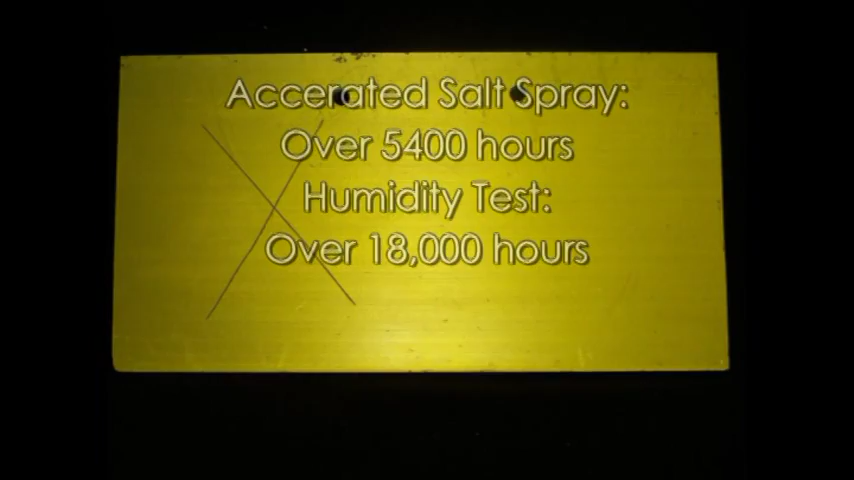 Accerated Salt Spray:
Over 5400 hours
Humidity Test:
Over 18,000 hours